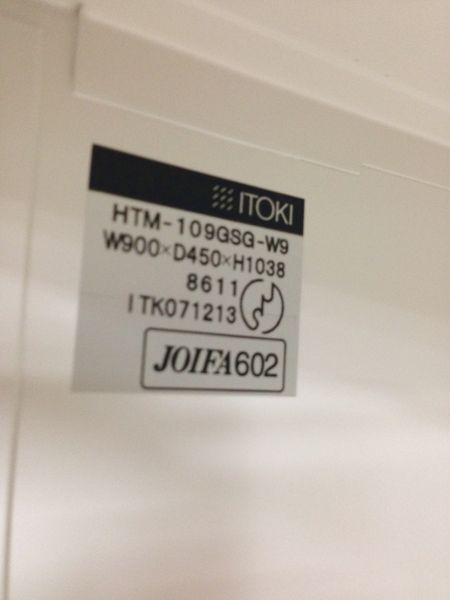 ITOKI
HTM-109GSG-W9
W900×D450×H1038
8611
ITK071213
JOIFA602